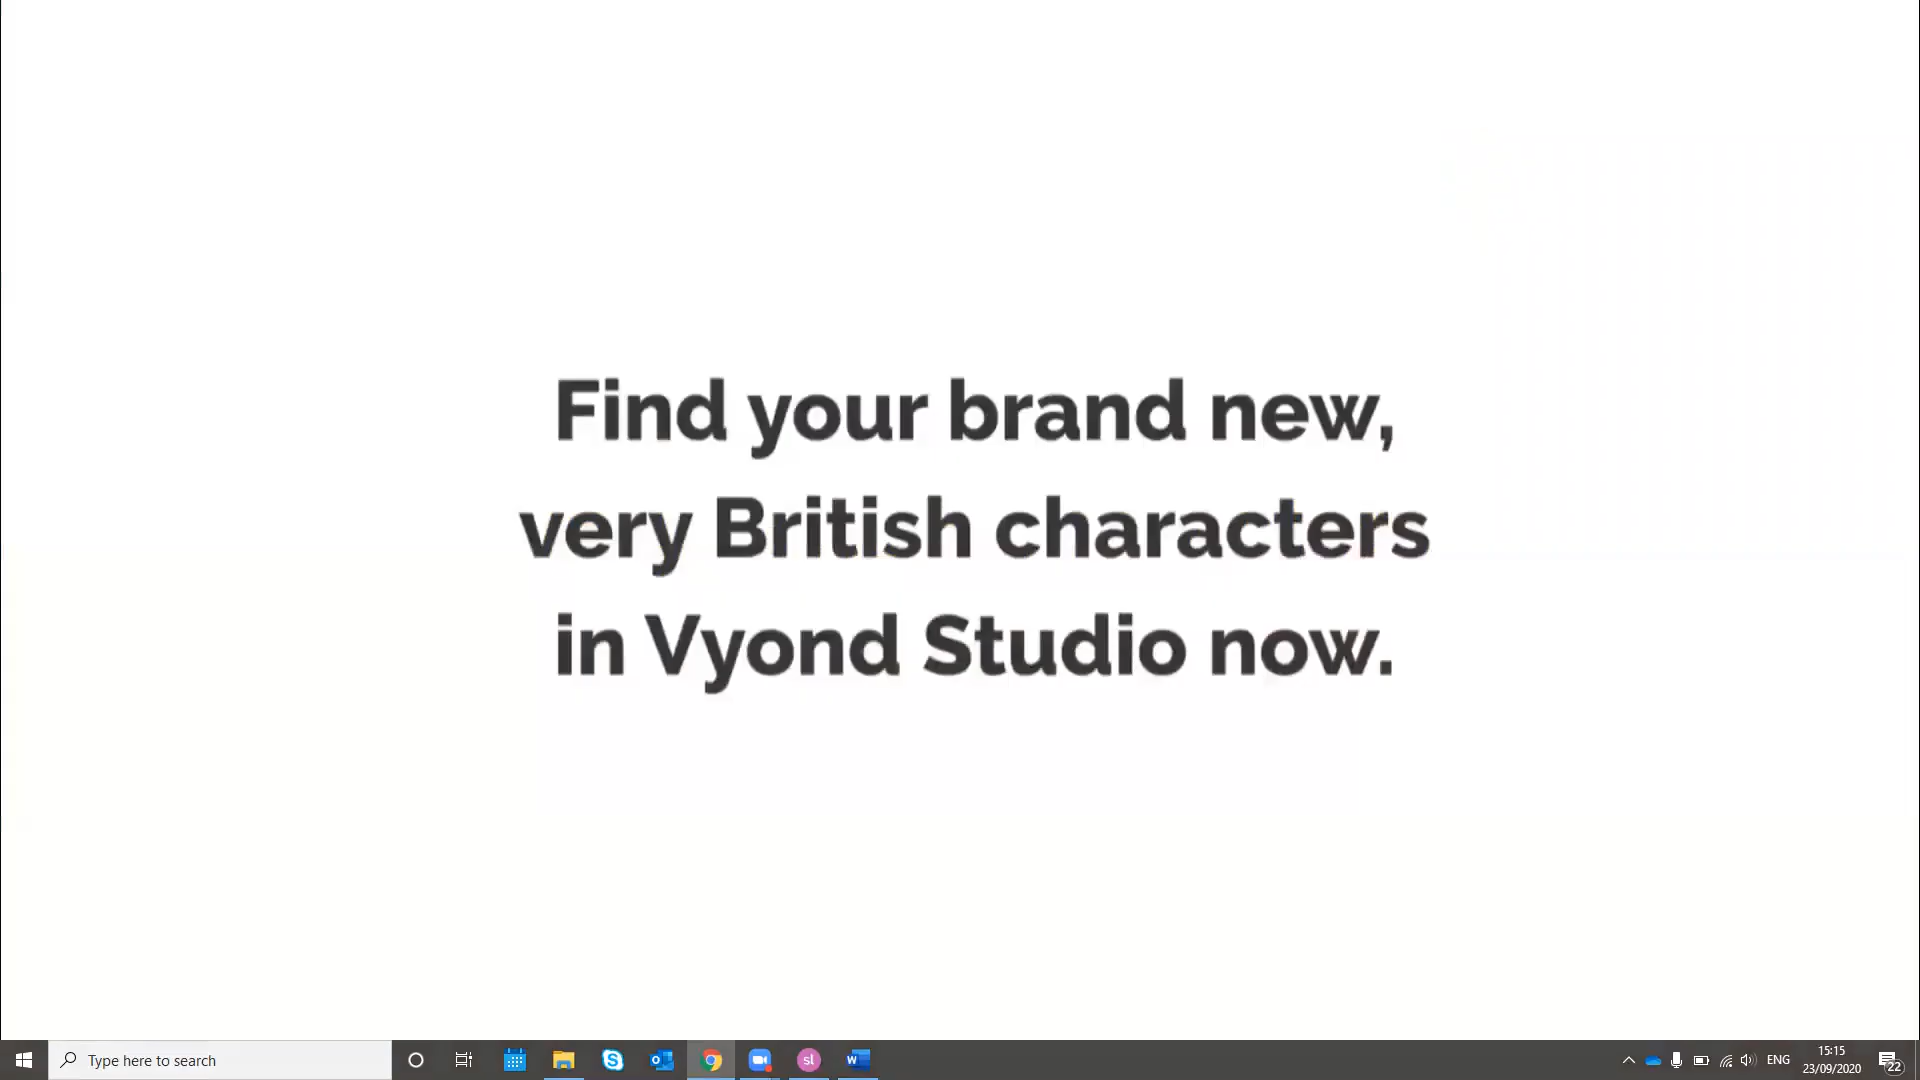 Find your brand new,
very British characters
in Vyond Studio now.
Type here to search
sl
ENG
15:15
23/09/2020
22